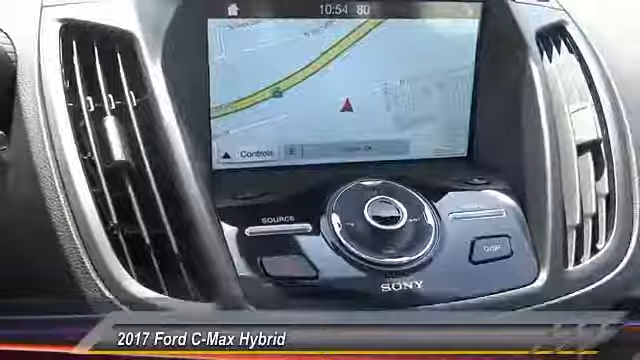 10:54 80
Controls
SOURCE
DISP
SONY
2017 Ford C-Max Hybrid